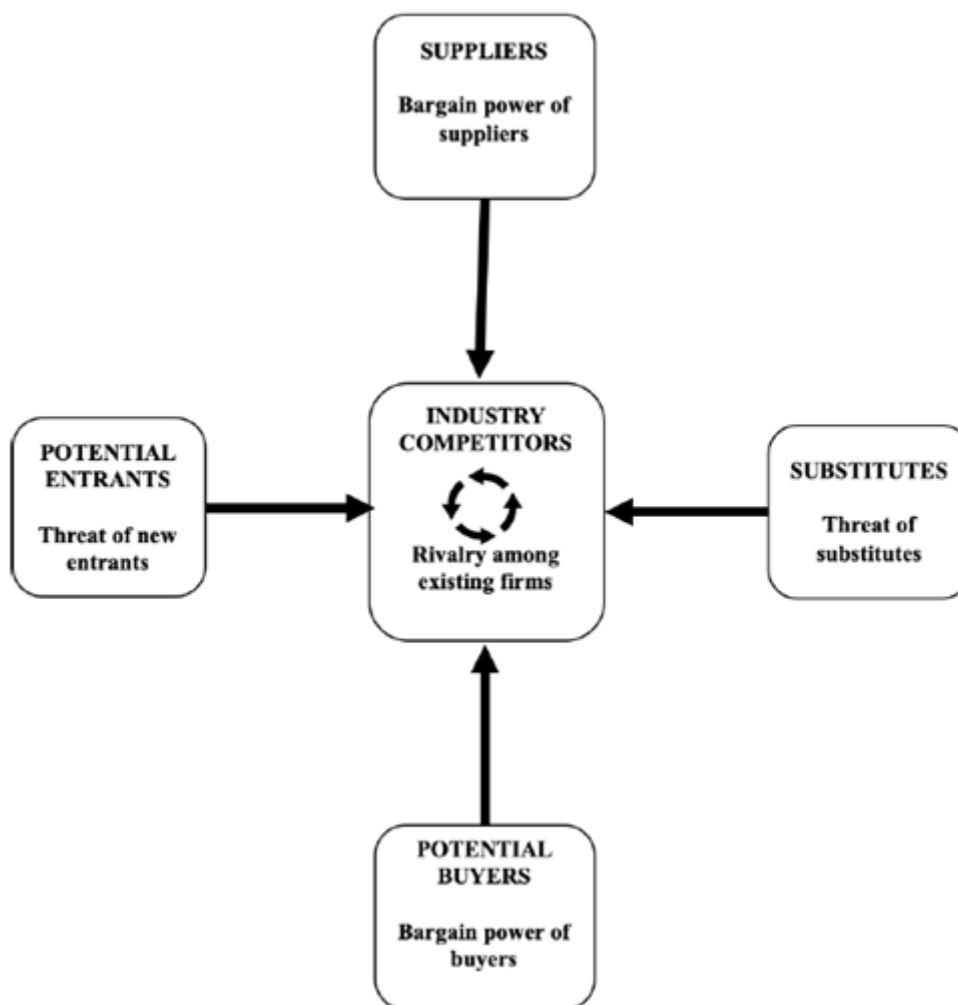 SUPPLIERS
Bargain power of
suppliers
INDUSTRY
COMPETITORS
Rivalry among
existing firms
POTENTIAL
ENTRANTS
Threat of new
entrants
SUBSTITUTES
Threat of
substitutes
POTENTIAL
BUYERS
Bargain power of
buyers